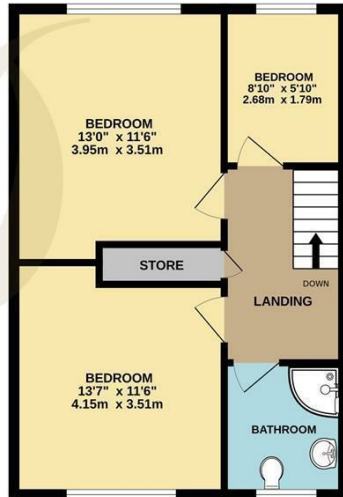 BEDROOM
13'0" x 11'6"
3.95m x 3.51m
BEDROOM
8'10" x 5'10"
2.68m x 1.79m
STORE
DOWN
LANDING
BEDROOM
13'7" x 11'6"
4.15m x 3.51m
BATHROOM